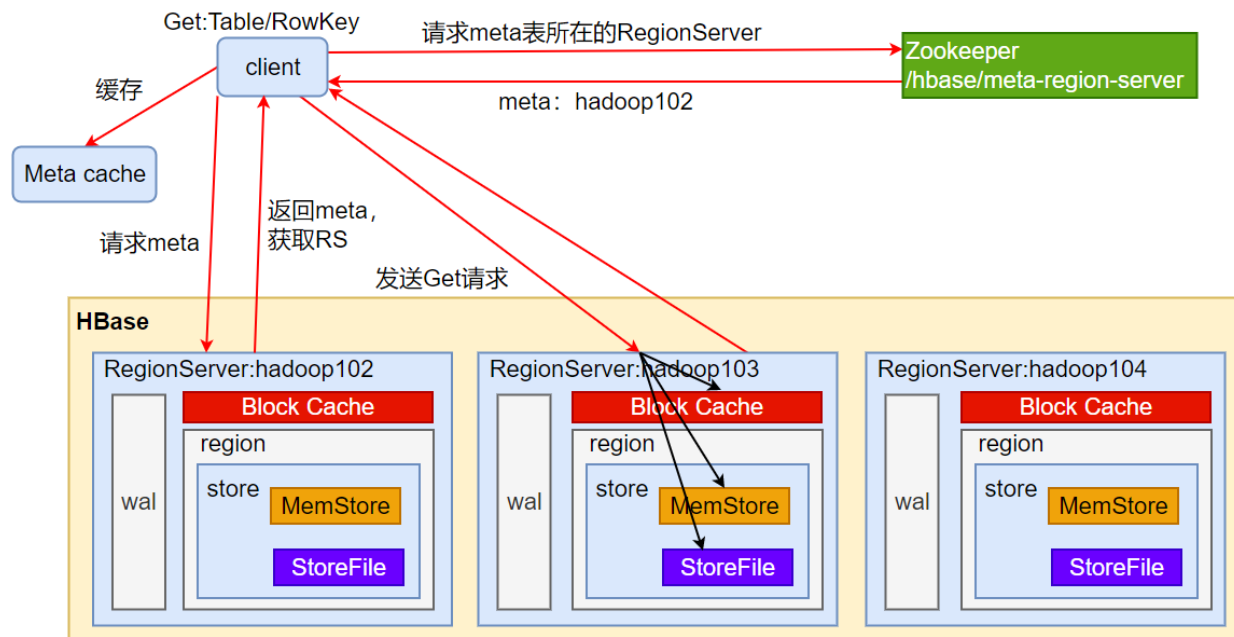 Get:Table/RowKey
client
请求meta表所在的RegionServer
Zookeeper
/hbase/meta-region-server
meta：hadoop102
缓存
Meta cache
请求meta
返回meta，
获取RS
发送Get请求
HBase
RegionServer:hadoop102
Block Cache
region
wal
store
MemStore
StoreFile
RegionServer:hadoop103
Block Cache
region
wal
store
MemStore
StoreFile
RegionServer:hadoop104
Block Cache
region
wal
store
MemStore
StoreFile